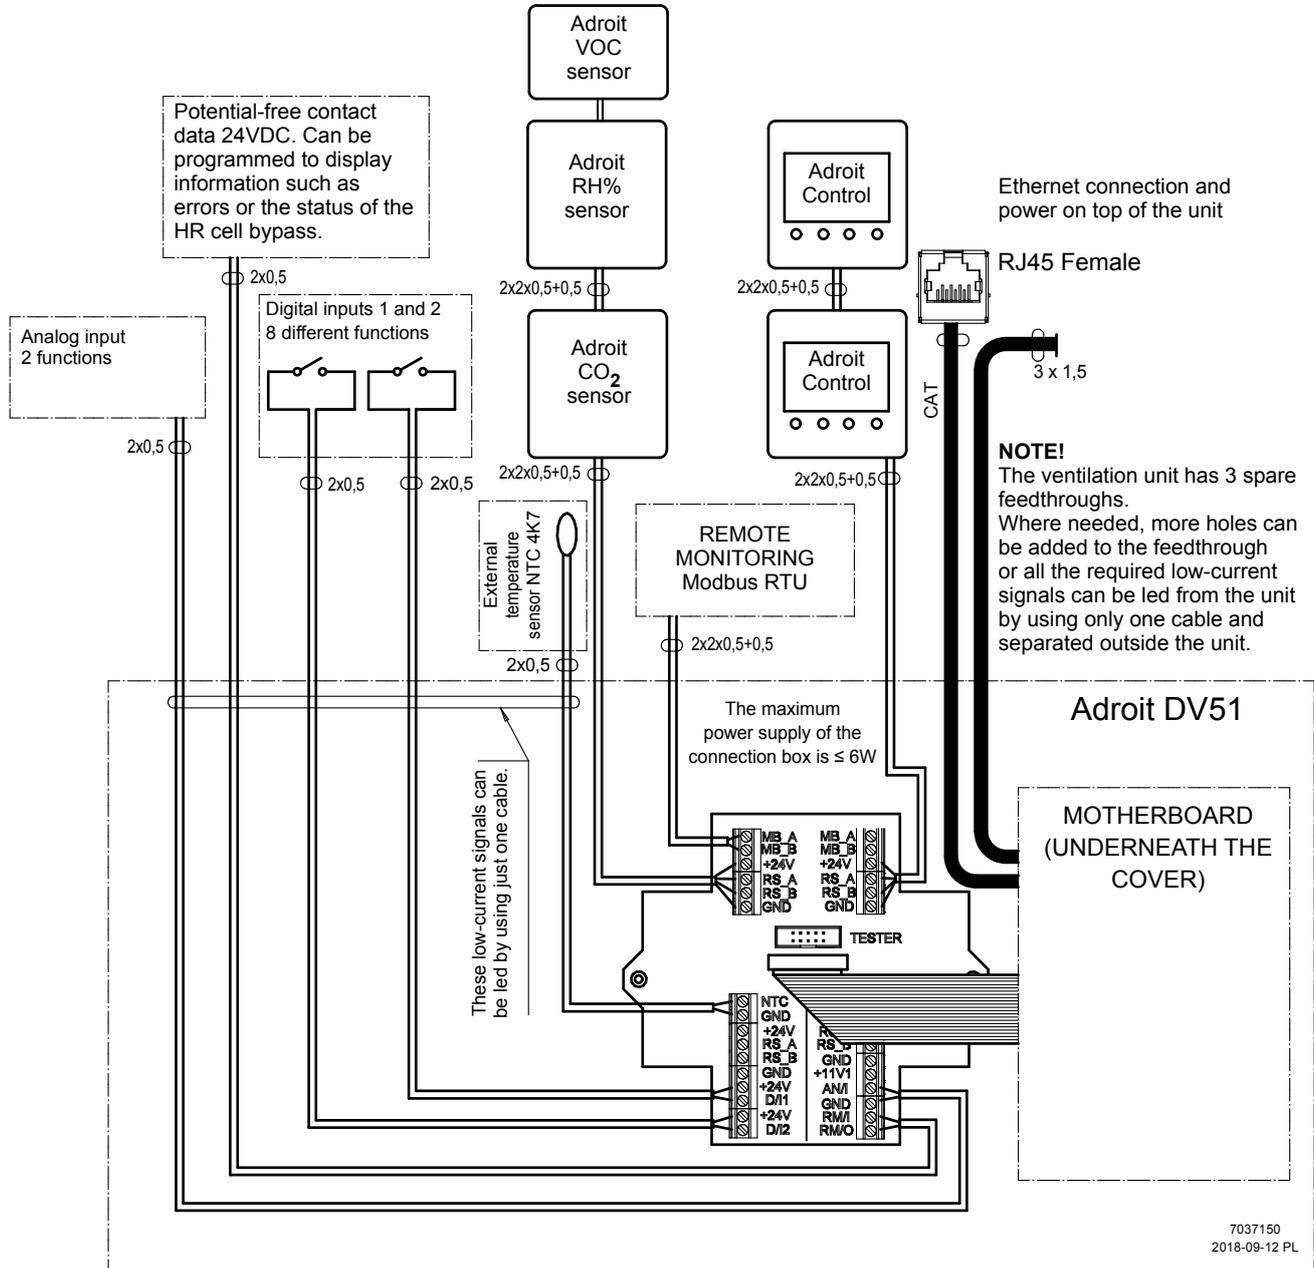 Adroit
VOC
sensor
Potential-free contact
data 24VDC. Can be
programmed to display
information such as
errors or the status of the
HR cell bypass.
Adroit
RH%
sensor
Adroit
Control
Ethernet connection and
power on top of the unit
RJ45 Female
2x0,5
2x2x0,5+0,5
2x2x0,5+0,5
Analog input
2 functions
Digital inputs 1 and 2
8 different functions
Adroit
CO2
sensor
Adroit
Control
3 x 1,5
CAT
2x0,5
2x0,5
2x0,5
2x2x0,5+0,5
2x2x0,5+0,5
NOTE!
The ventilation unit has 3 spare
feedthroughs.
Where needed, more holes can
be added to the feedthrough
or all the required low-current
signals can be led from the unit
by using only one cable and
separated outside the unit.
External
temperature
sensor NTC 4K7
REMOTE
MONITORING
Modbus RTU
2x0,5
2x2x0,5+0,5
Adroit DV51
The maximum
power supply of the
connection box is ≤ 6W
These low-current signals can
be led by using just one cable.
MOTHERBOARD
(UNDERNEATH THE
COVER)
MB_A MB_A
MB_B MB_B
+24V +24V
RS_A RS_A
RS_B RS_B
GND GND
TESTER
NTC
GND
+24V
RS_A
RS_B
GND
+24V
D/I1
+24V
D/I2
RS_B
GND
+11V1
AN/I
GND
RM/I
RM/O
7037150
2018-09-12 PL